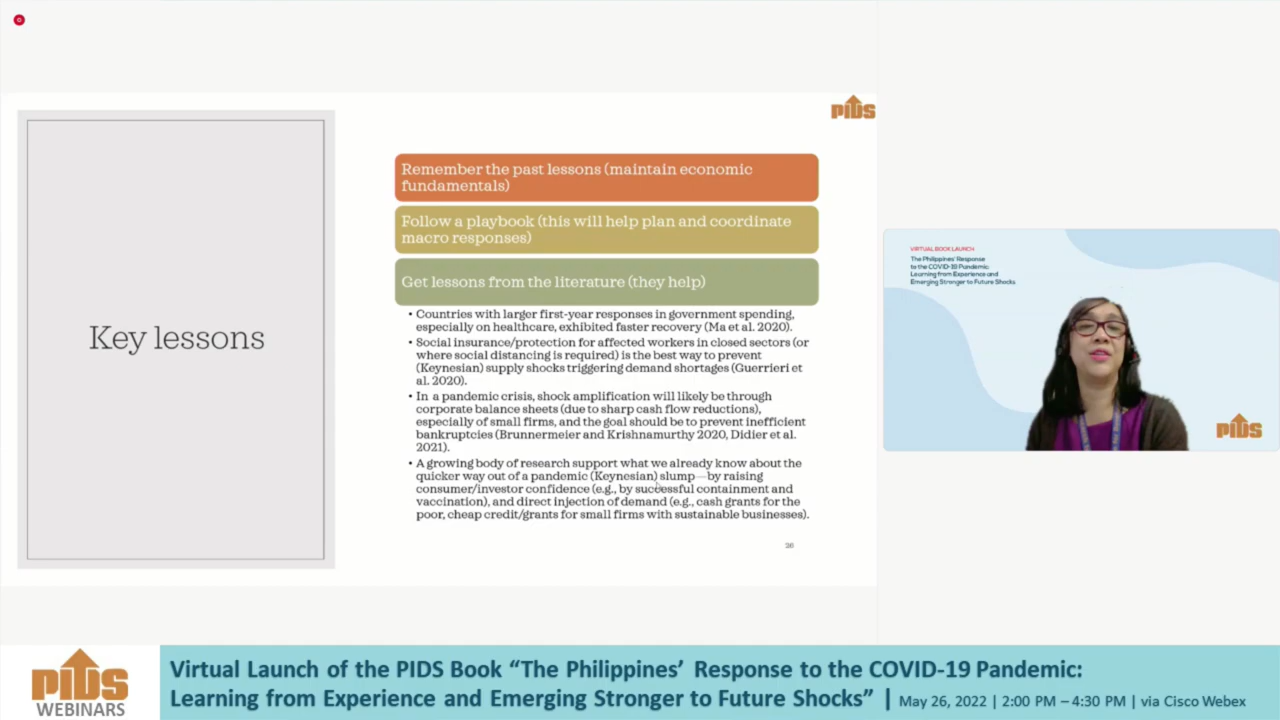 PIDS
Key lessons
Remember the past lessons (maintain economic
fundamentals)
Follow a playbook (this will help plan and coordinate
macro responses)
Get lessons from the literature (they help)
• Countries with larger first-year responses in government spending,
especially on healthcare, exhibited faster recovery (Ma et al. 2020).
• Social insurance/protection for affected workers in closed sectors (or
where social distancing is required) is the best way to prevent
(Keynesian) supply shocks triggering demand shortages (Guerrieri et
al. 2020).
• In a pandemic crisis, shock amplification will likely be through
corporate balance sheets (due to sharp cash flow reductions),
especially of small firms, and the goal should be to prevent inefficient
bankruptcies (Brunnermeier and Krishnamurthy 2020, Didier et al.
2021).
• A growing body of research support what we already know about the
quicker way out of a pandemic (Keynesian) slump—by raising
consumer/investor confidence (e.g., by successful containment and
vaccination), and direct injection of demand (e.g., cash grants for the
poor, cheap credit/grants for small firms with sustainable businesses).
26
VIRTUAL BOOK LAUNCH
The Philippines' Response
to the COVID-19 Pandemic:
Learning from Experience and
Emerging Stronger to Future Shocks
PIDS
PIDS
WEBINARS
Virtual Launch of the PIDS Book “The Philippines’ Response to the COVID-19 Pandemic:
Learning from Experience and Emerging Stronger to Future Shocks” | May 26, 2022 | 2:00 PM – 4:30 PM | via Cisco Webex